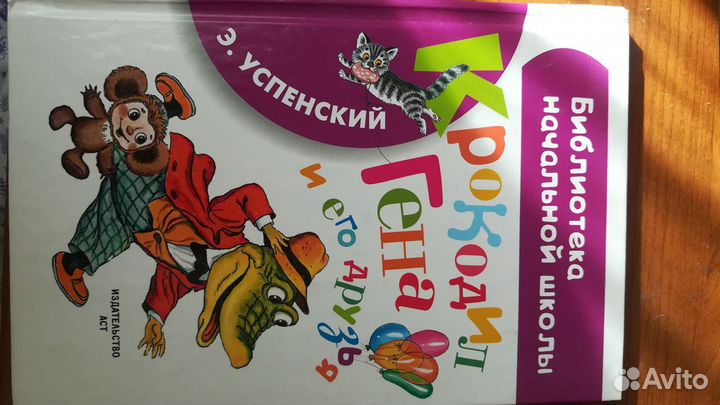 Библиотека
начальной школы
Э. УСПЕНСКИЙ
Крокодил
Гена
и его друзья
ИЗДАТЕЛЬСТВО
АСТ
Avito